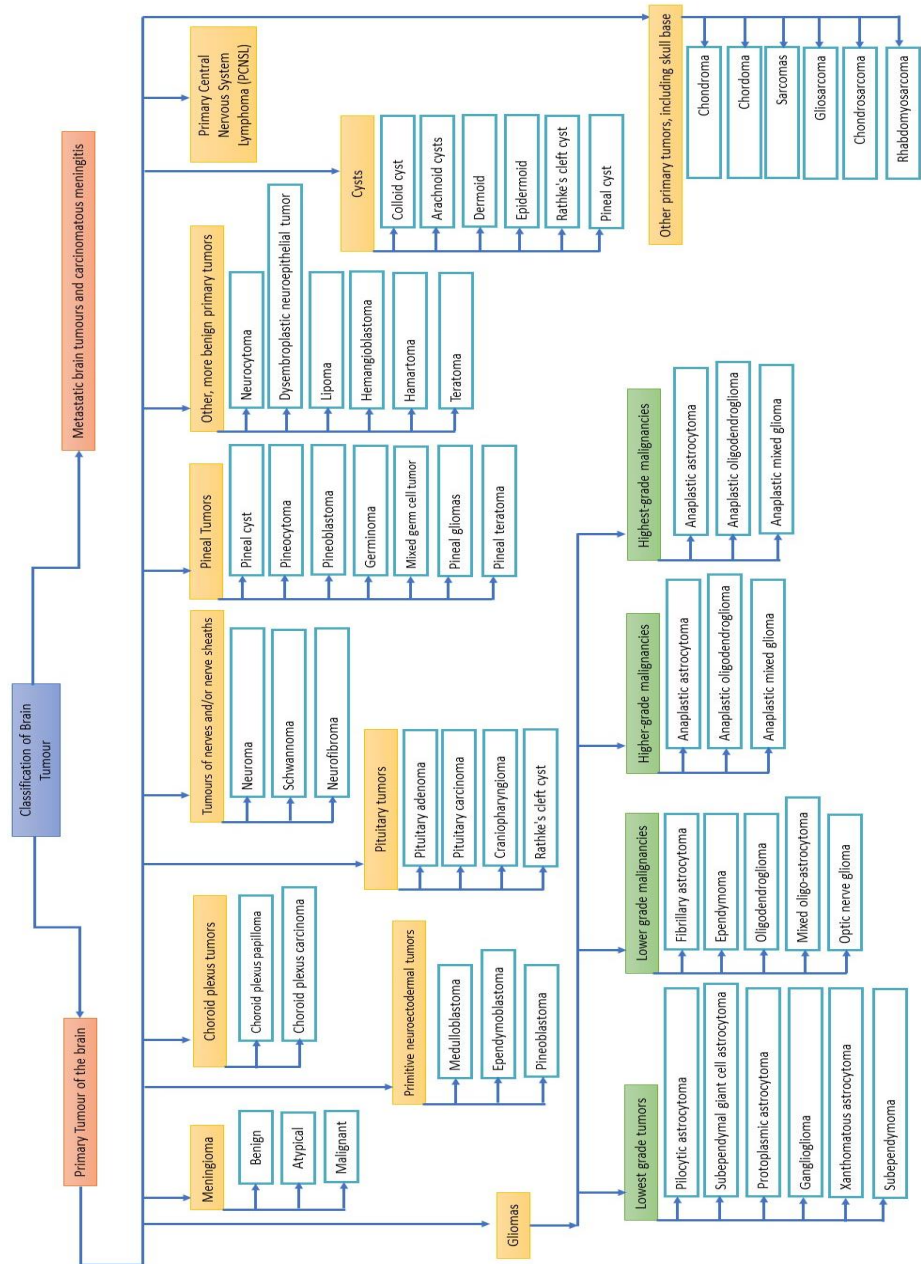 Classification of Brain
Tumour
Primary Tumour of the brain
Metastatic brain tumours and carcinomatous meningitis
Meningioma
Benign
Atypical
Malignant
Choroid plexus tumors
Choroid plexus papilloma
Choroid plexus carcinoma
Tumours of nerves and/or nerve sheaths
Neuroma
Schwannoma
Neurofibroma
Pineal Tumors
Pineal cyst
Pineocytoma
Pineoblastoma
Germinoma
Mixed germ cell tumor
Pineal gliomas
Pineal teratoma
Other, more benign primary tumors
Neurocytoma
Dysembroplastic neuroepithelial tumor
Lipoma
Hemangioblastoma
Hamartoma
Teratoma
Primary Central
Nervous System
Lymphoma (PCNSL)
Gliomas
Primitive neuroectodermal tumors
Medulloblastoma
Ependymoblastoma
Pineoblastoma
Pituitary tumors
Pituitary adenoma
Pituitary carcinoma
Craniopharyngioma
Rathke's cleft cyst
Cysts
Colloid cyst
Arachnoid cysts
Dermoid
Epidermoid
Rathke's cleft cyst
Pineal cyst
Other primary tumors, including skull base
Chondroma
Chordoma
Sarcomas
Gliosarcoma
Chondrosarcoma
Rhabdomyosarcoma
Lowest grade tumors
Pilocytic astrocytoma
Subependymal giant cell astrocytoma
Protoplasmic astrocytoma
Ganglioglioma
Xanthomatous astrocytoma
Subependymoma
Lower grade malignancies
Fibrillary astrocytoma
Ependymoma
Oligodendroglioma
Mixed oligo-astrocytoma
Optic nerve glioma
Higher-grade malignancies
Anaplastic astrocytoma
Anaplastic oligodendroglioma
Anaplastic mixed glioma
Highest-grade malignancies
Anaplastic astrocytoma
Anaplastic oligodendroglioma
Anaplastic mixed glioma